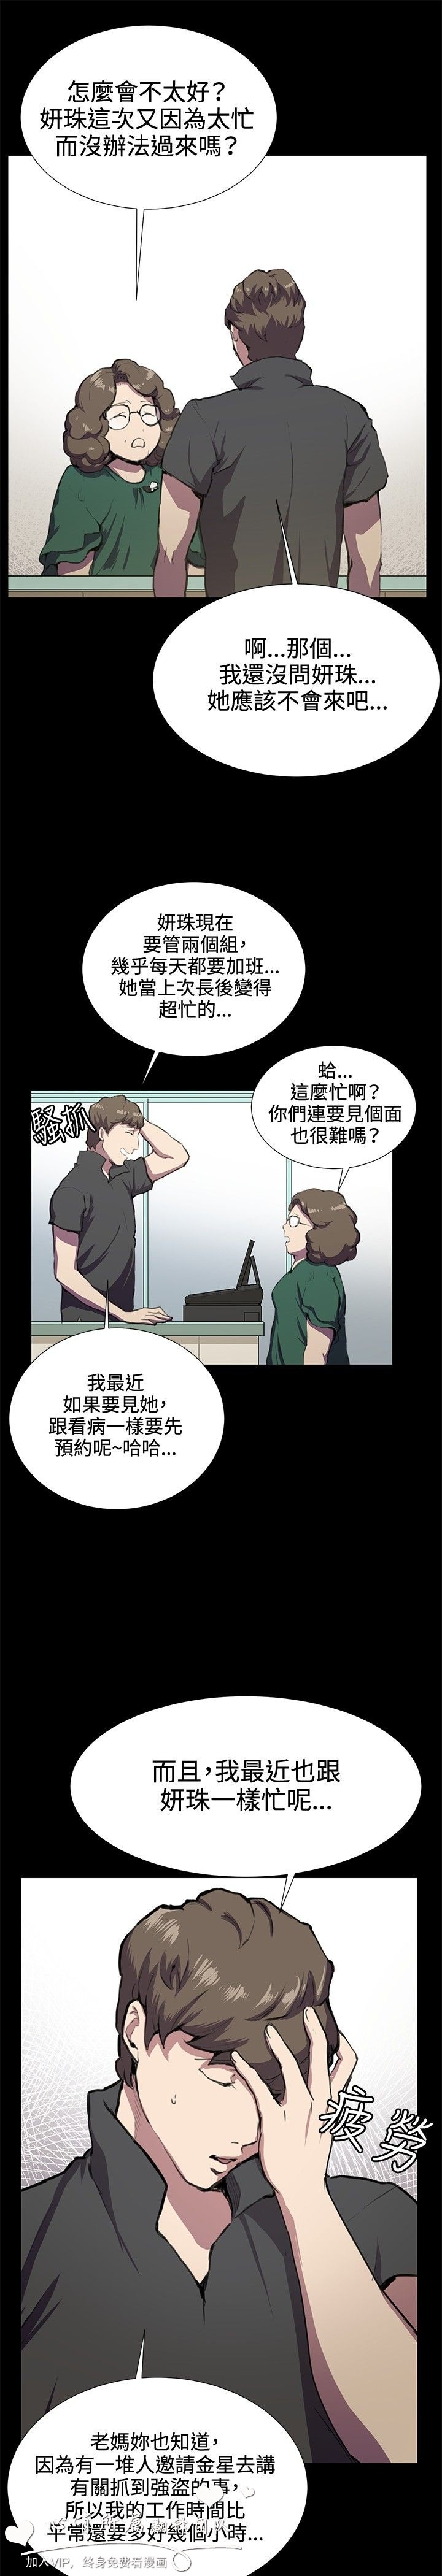 怎麼會不太好？
妍珠這次又因為太忙
而沒辦法過來嗎？
啊…那個…
我還沒問妍珠…
她應該不會來吧…
妍珠現在
要管兩個組，
幾乎每天都要加班…
她當上次長後變得
超忙的…
蛤…
這麼忙啊？
你們連要見個面
也很難嗎？
騷抓
我最近
如果要見她，
跟看病一樣要先
預約呢~哈哈…
而且，我最近也跟
妍珠一樣忙呢…
疲勞
老媽妳也知道，
因為有一堆人邀請金星去講
有關抓到強盜的事，
所以我的工作時間比
平常還要多好幾個小時…
加入VIP，终身免费看漫画